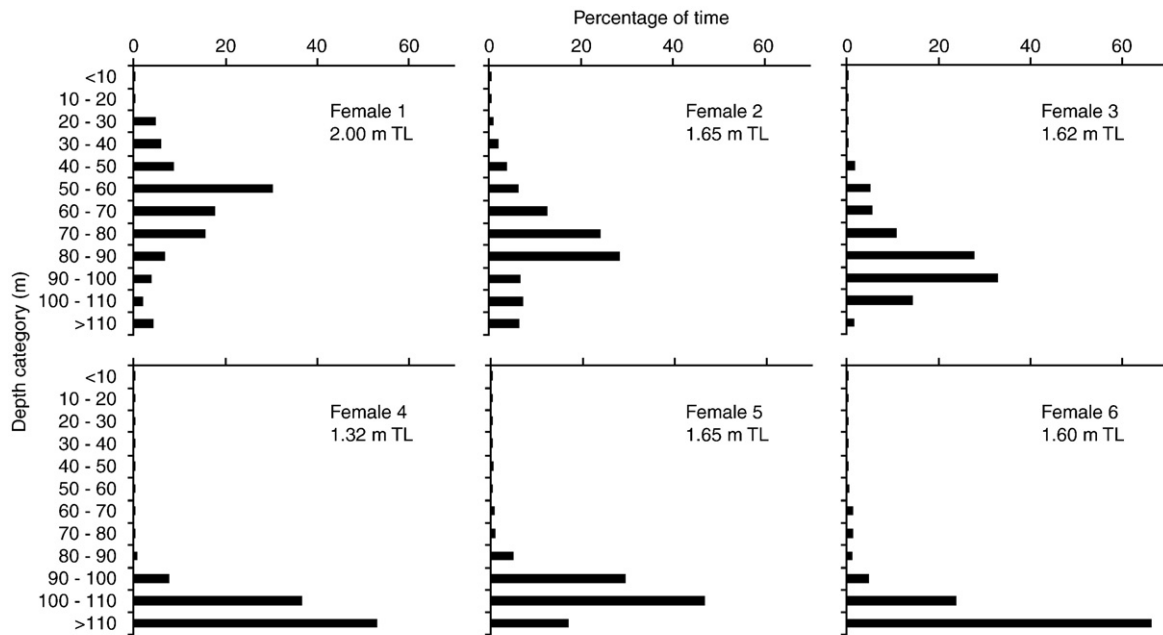 Percentage of time
0 20 40 60
0 20 40 60
0 20 40 60
Depth category (m)
<10
10 - 20
20 - 30
30 - 40
40 - 50
50 - 60
60 - 70
70 - 80
80 - 90
90 - 100
100 - 110
>110
Female 1
2.00 m TL
Female 2
1.65 m TL
Female 3
1.62 m TL
<10
10 - 20
20 - 30
30 - 40
40 - 50
50 - 60
60 - 70
70 - 80
80 - 90
90 - 100
100 - 110
>110
Female 4
1.32 m TL
Female 5
1.65 m TL
Female 6
1.60 m TL